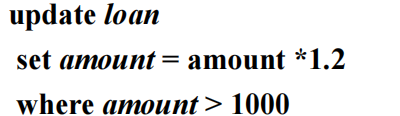 update loan
set amount = amount *1.2
where amount > 1000